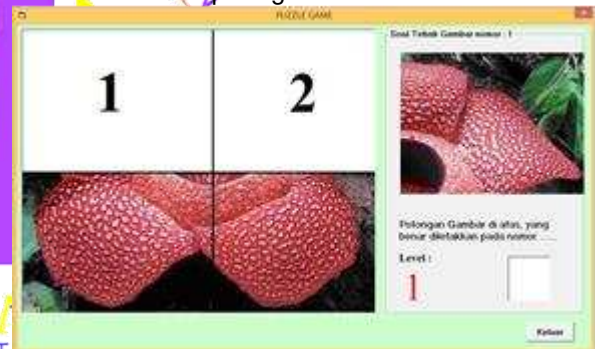 PUZZLE GAME
Soal Tebak Gambar nomor : 1
1
2
Potongan Gambar di atas, yang
benar diletakkan pada nomor ......
Level :
1
Keluar